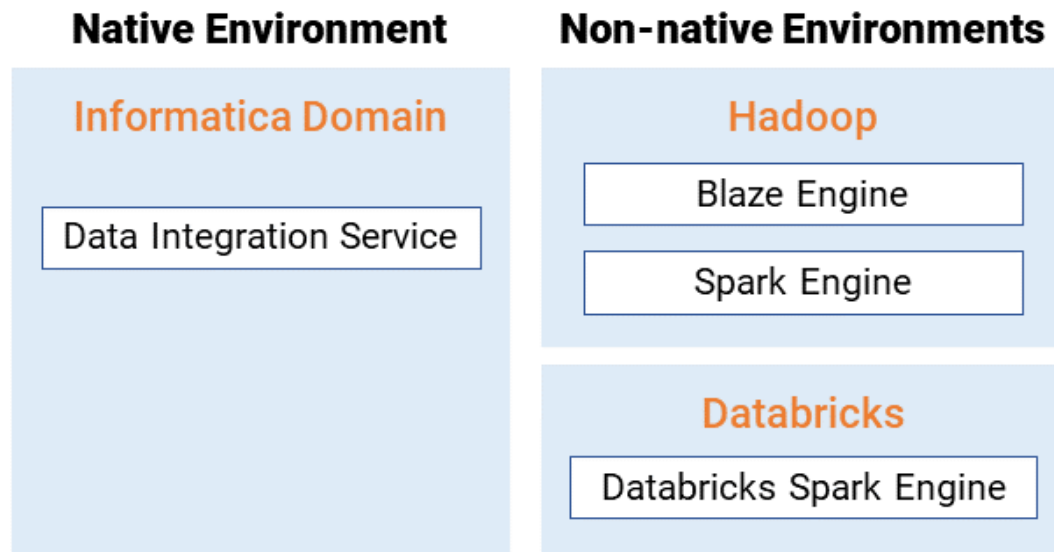 Native Environment
Informatica Domain
Data Integration Service
Non-native Environments
Hadoop
Blaze Engine
Spark Engine
Databricks
Databricks Spark Engine